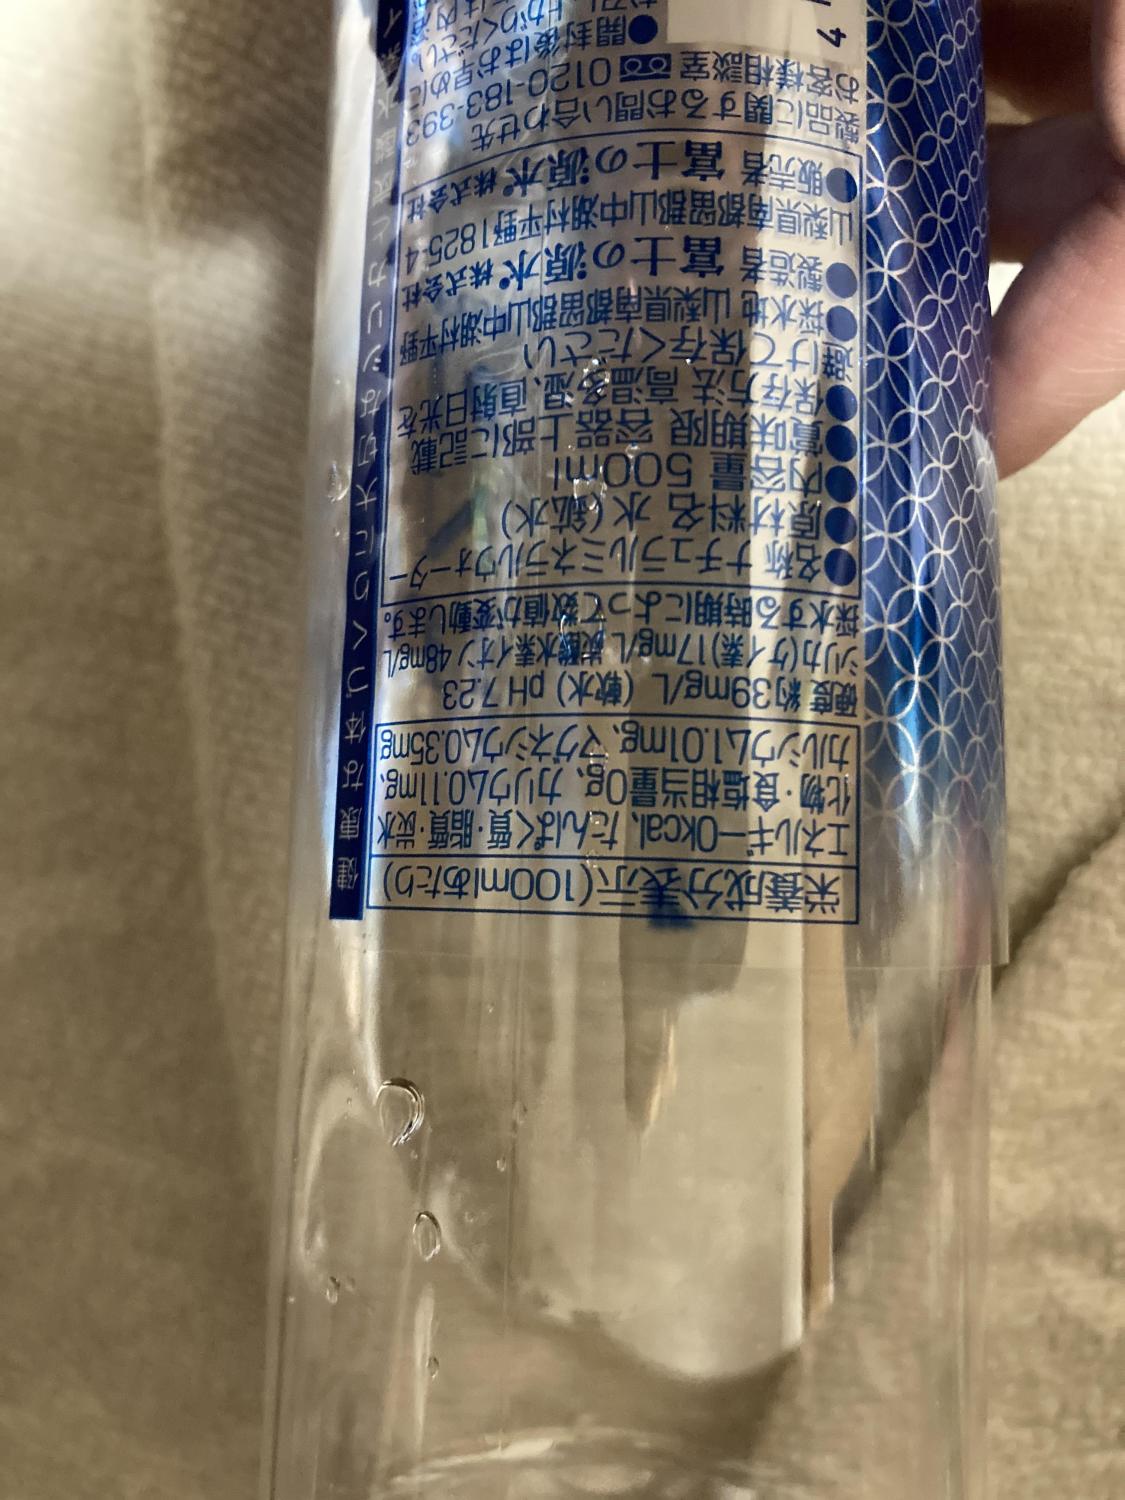 栄養成分表示(100mlあたり)
エネルギー0kcal、たんぱく質・脂質・炭水
化物・食塩相当量0g、カリウム0.11mg、
カルシウム1.01mg、マグネシウム0.35mg
硬度 約39mg/L (軟水) pH 7.23
シリカ(ケイ素)17mg/L 炭酸水素イオン48mg/L
採水する時期によって数値が変動します。
●名称 ナチュラルミネラルウォーター
●原材料名 水(鉱水)
●内容量 500ml
●賞味期限 容器上部に記載
●保存方法 高温多湿、直射日光を
避けて保存ください
●採水地 山梨県南都留郡山中湖村平野
●製造者 富士の源水株式会社
山梨県南都留郡山中湖村平野1825-4
●販売者 富士の源水株式会社
製品に関するお問い合わせ先
お客様相談室 0120-183-393
●開封後はお早めに
健康な体づくりに大切な
4